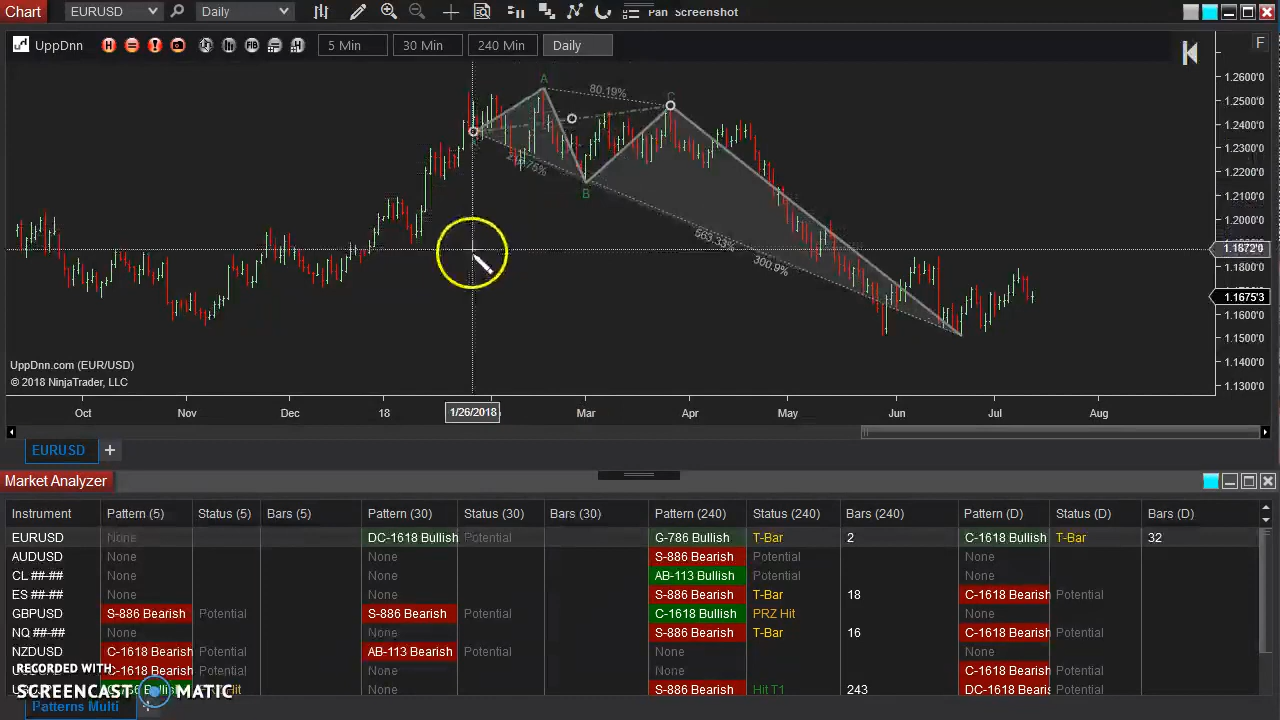 Chart EURUSD Daily Pan Screenshot
UppDnn H FIB H 5 Min 30 Min 240 Min Daily F
1.2600'0
1.2500'0
1.2400'0
1.2300'0
1.2200'0
1.2100'0
1.2000'0
1.1872'0
1.1800'0
1.1675'3
1.1600'0
1.1500'0
1.1400'0
1.1300'0
A
80.19%
C
B
563.33%
300.9%
UppDnn.com (EUR/USD)
© 2018 NinjaTrader, LLC
Oct Nov Dec 18 1/26/2018 Mar Apr May Jun Jul Aug
EURUSD +
Market Analyzer
Instrument Pattern (5) Status (5) Bars (5) Pattern (30) Status (30) Bars (30) Pattern (240) Status (240) Bars (240) Pattern (D) Status (D) Bars (D)
EURUSD None DC-1618 Bullish Potential G-786 Bullish T-Bar 2 C-1618 Bullish T-Bar 32
AUDUSD None None S-886 Bearish Potential None
CL ##-## None None AB-113 Bullish Potential None
ES ##-## None None S-886 Bearish T-Bar 18 C-1618 Bearish Potential
GBPUSD S-886 Bearish Potential S-886 Bearish Potential C-1618 Bullish PRZ Hit None
NQ ##-## None None S-886 Bearish T-Bar 16 C-1618 Bearish Potential
NZDUSD C-1618 Bearish Potential AB-113 Bearish Potential None None
C-1618 Bearish Potential None None C-1618 Bearish Potential
None S-886 Bearish Hit T1 243 DC-1618 Bearis Potential
RECORDED WITH:
SCREENCAST MATIC
Patterns Multi +